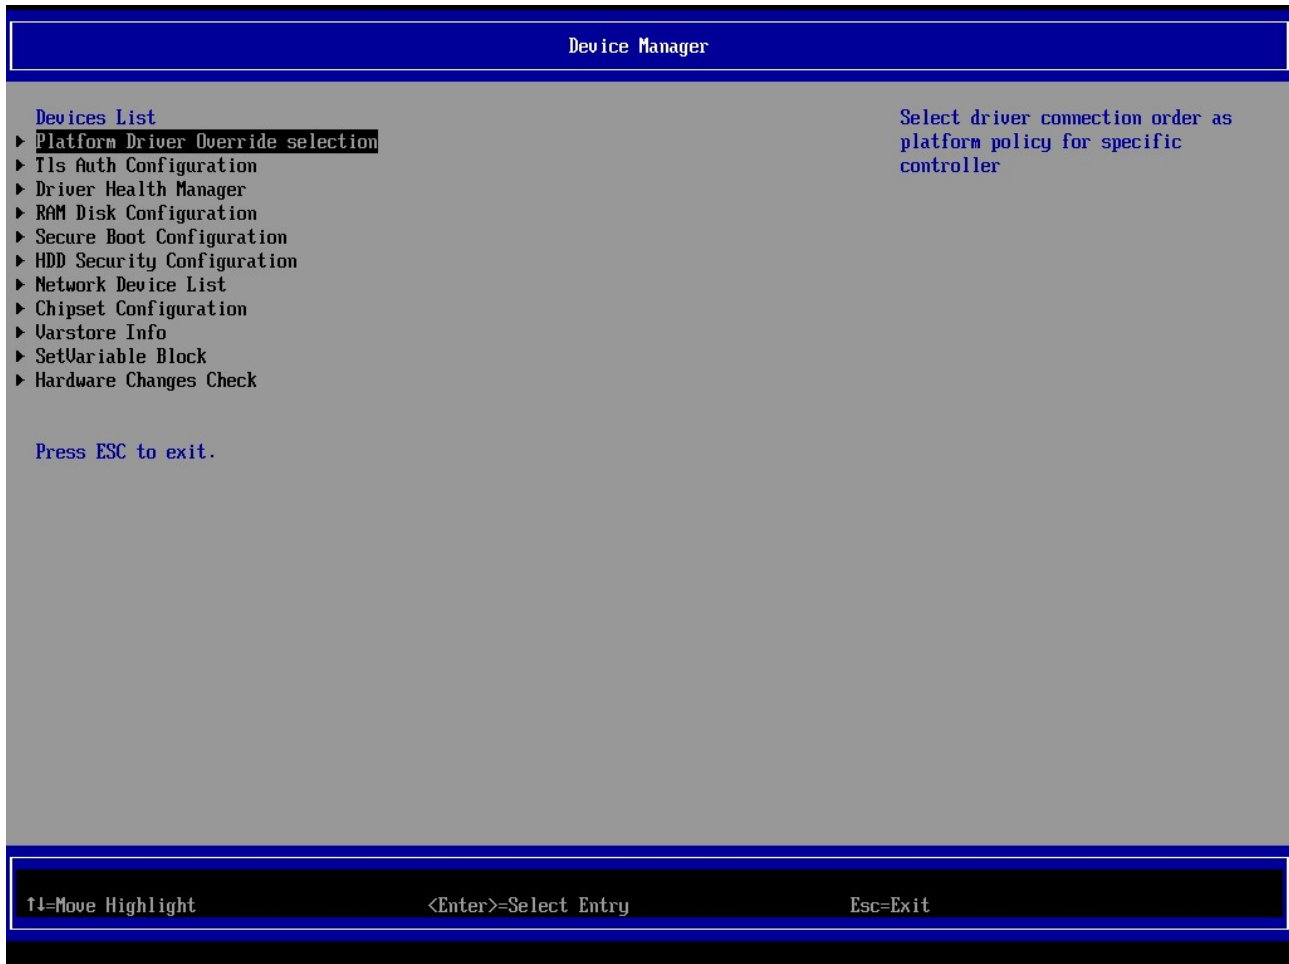 Device Manager
Devices List
▶ Platform Driver Override selection
▶ Tls Auth Configuration
▶ Driver Health Manager
▶ RAM Disk Configuration
▶ Secure Boot Configuration
▶ HDD Security Configuration
▶ Network Device List
▶ Chipset Configuration
▶ Varstore Info
▶ SetVariable Block
▶ Hardware Changes Check
Press ESC to exit.
Select driver connection order as
platform policy for specific
controller
↑↓=Move Highlight
<Enter>=Select Entry
Esc=Exit